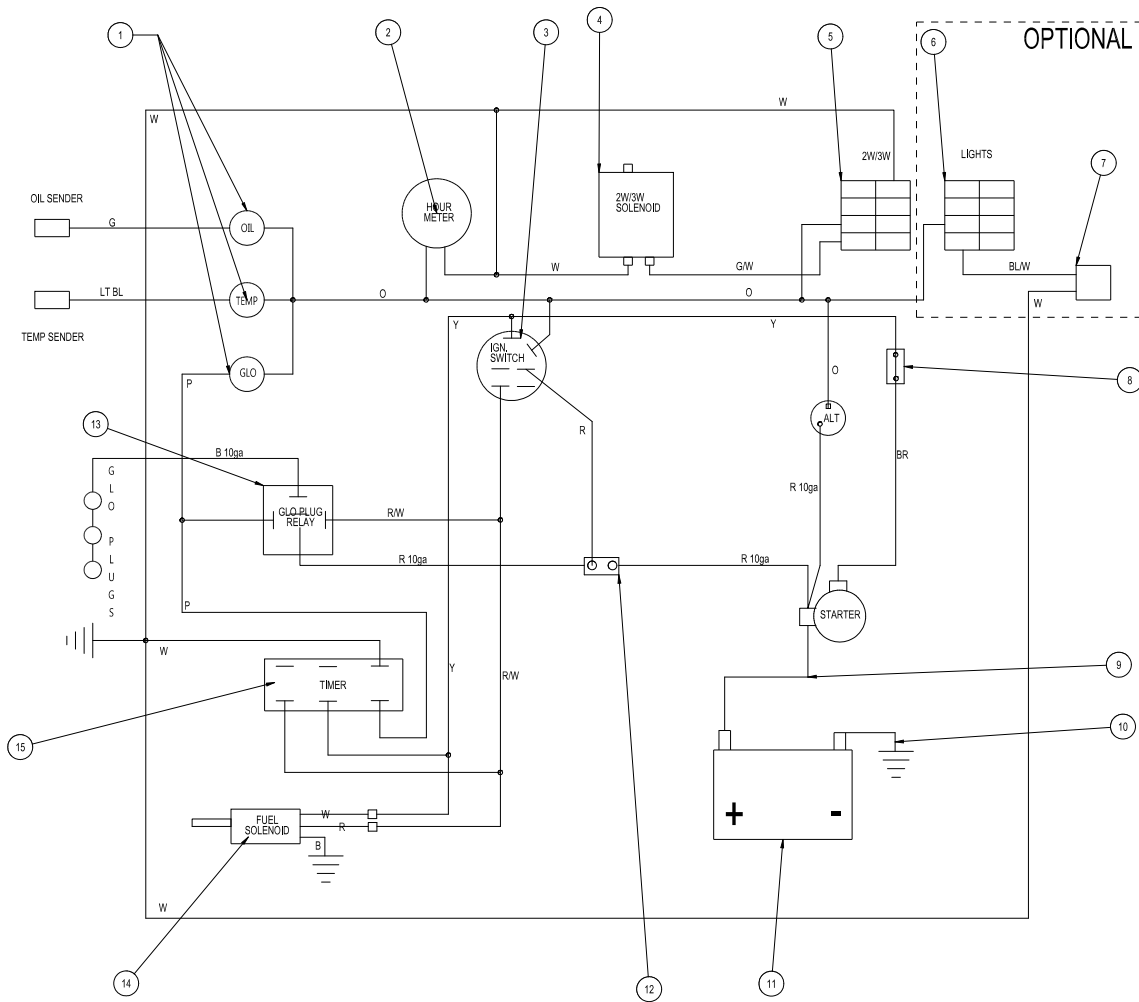 1
2
3
4
5
6
OPTIONAL
7
W
W
2W/3W
LIGHTS
OIL SENDER
G
OIL
HOUR
METER
2W/3W
SOLENOID
W
G/W
BL/W
W
LT BL
TEMP
O
O
TEMP SENDER
Y
Y
IGN.
SWITCH
P
GLO
O
8
ALT
13
R
B 10ga
BR
GLO PLUGS
R 10ga
GLO PLUG
RELAY
R/W
R 10ga
R 10ga
P
STARTER
W
Y
R/W
TIMER
9
15
10
+
-
FUEL
SOLENOID
W
R
B
W
14
12
11